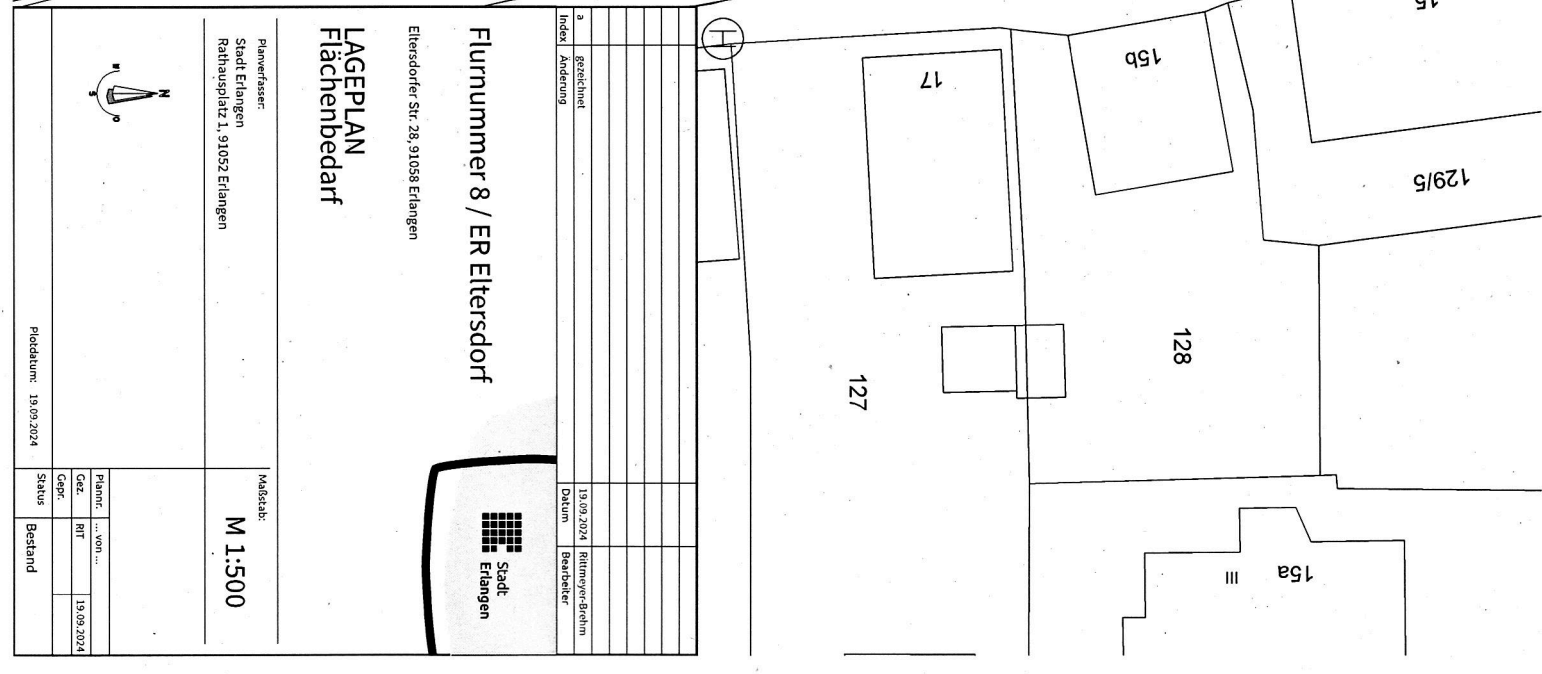 a
gezeichnet
19.09.2024
Rittmeyer-Brehm
Index
Änderung
Datum
Bearbeiter
Flurnummer 8 / ER Eltersdorf
Eltersdorfer Str. 28, 91058 Erlangen
Stadt
Erlangen
LAGEPLAN
Flächenbedarf
Planverfasser:
Stadt Erlangen
Rathausplatz 1, 91052 Erlangen
Maßstab:
M 1:500
N
W
O
S
Plannr.
... von ...
Gez.
RIT
19.09.2024
Gepr.
Plotdatum: 19.09.2024
Status
Bestand
H
17
15b
15
129/5
128
127
III
15a